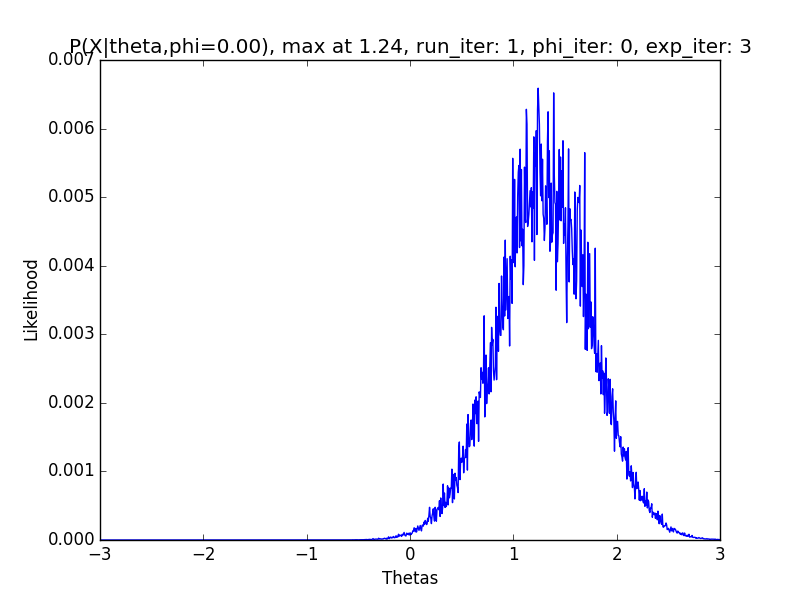 P(X|theta,phi=0.00), max at 1.24, run_iter: 1, phi_iter: 0, exp_iter: 3
0.007
0.006
0.005
0.004
0.003
0.002
0.001
0.000
Likelihood
−3 −2 −1 0 1 2 3
Thetas